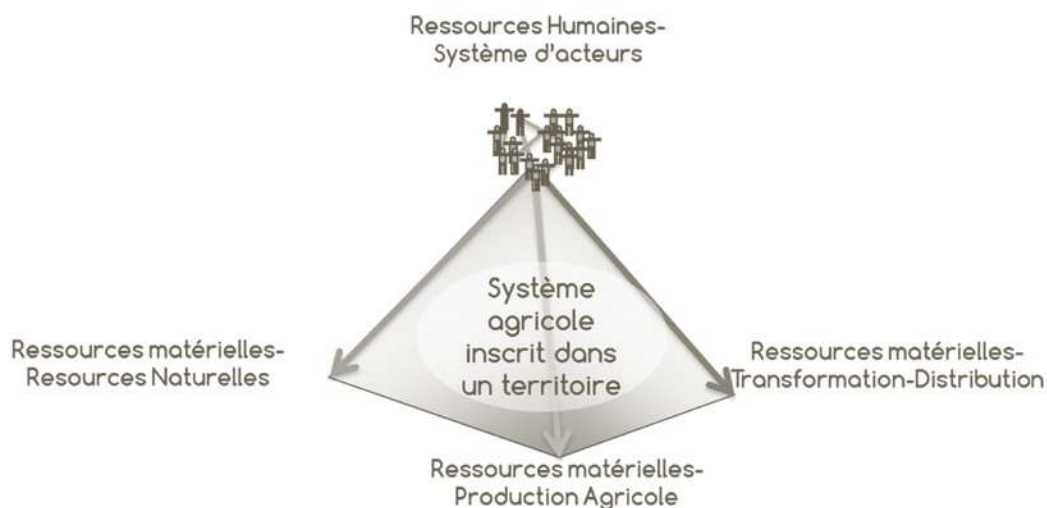 Ressources Humaines-
Système d'acteurs
Système
agricole
inscrit dans
un territoire
Ressources matérielles-
Resources Naturelles
Ressources matérielles-
Transformation-Distribution
Ressources matérielles-
Production Agricole